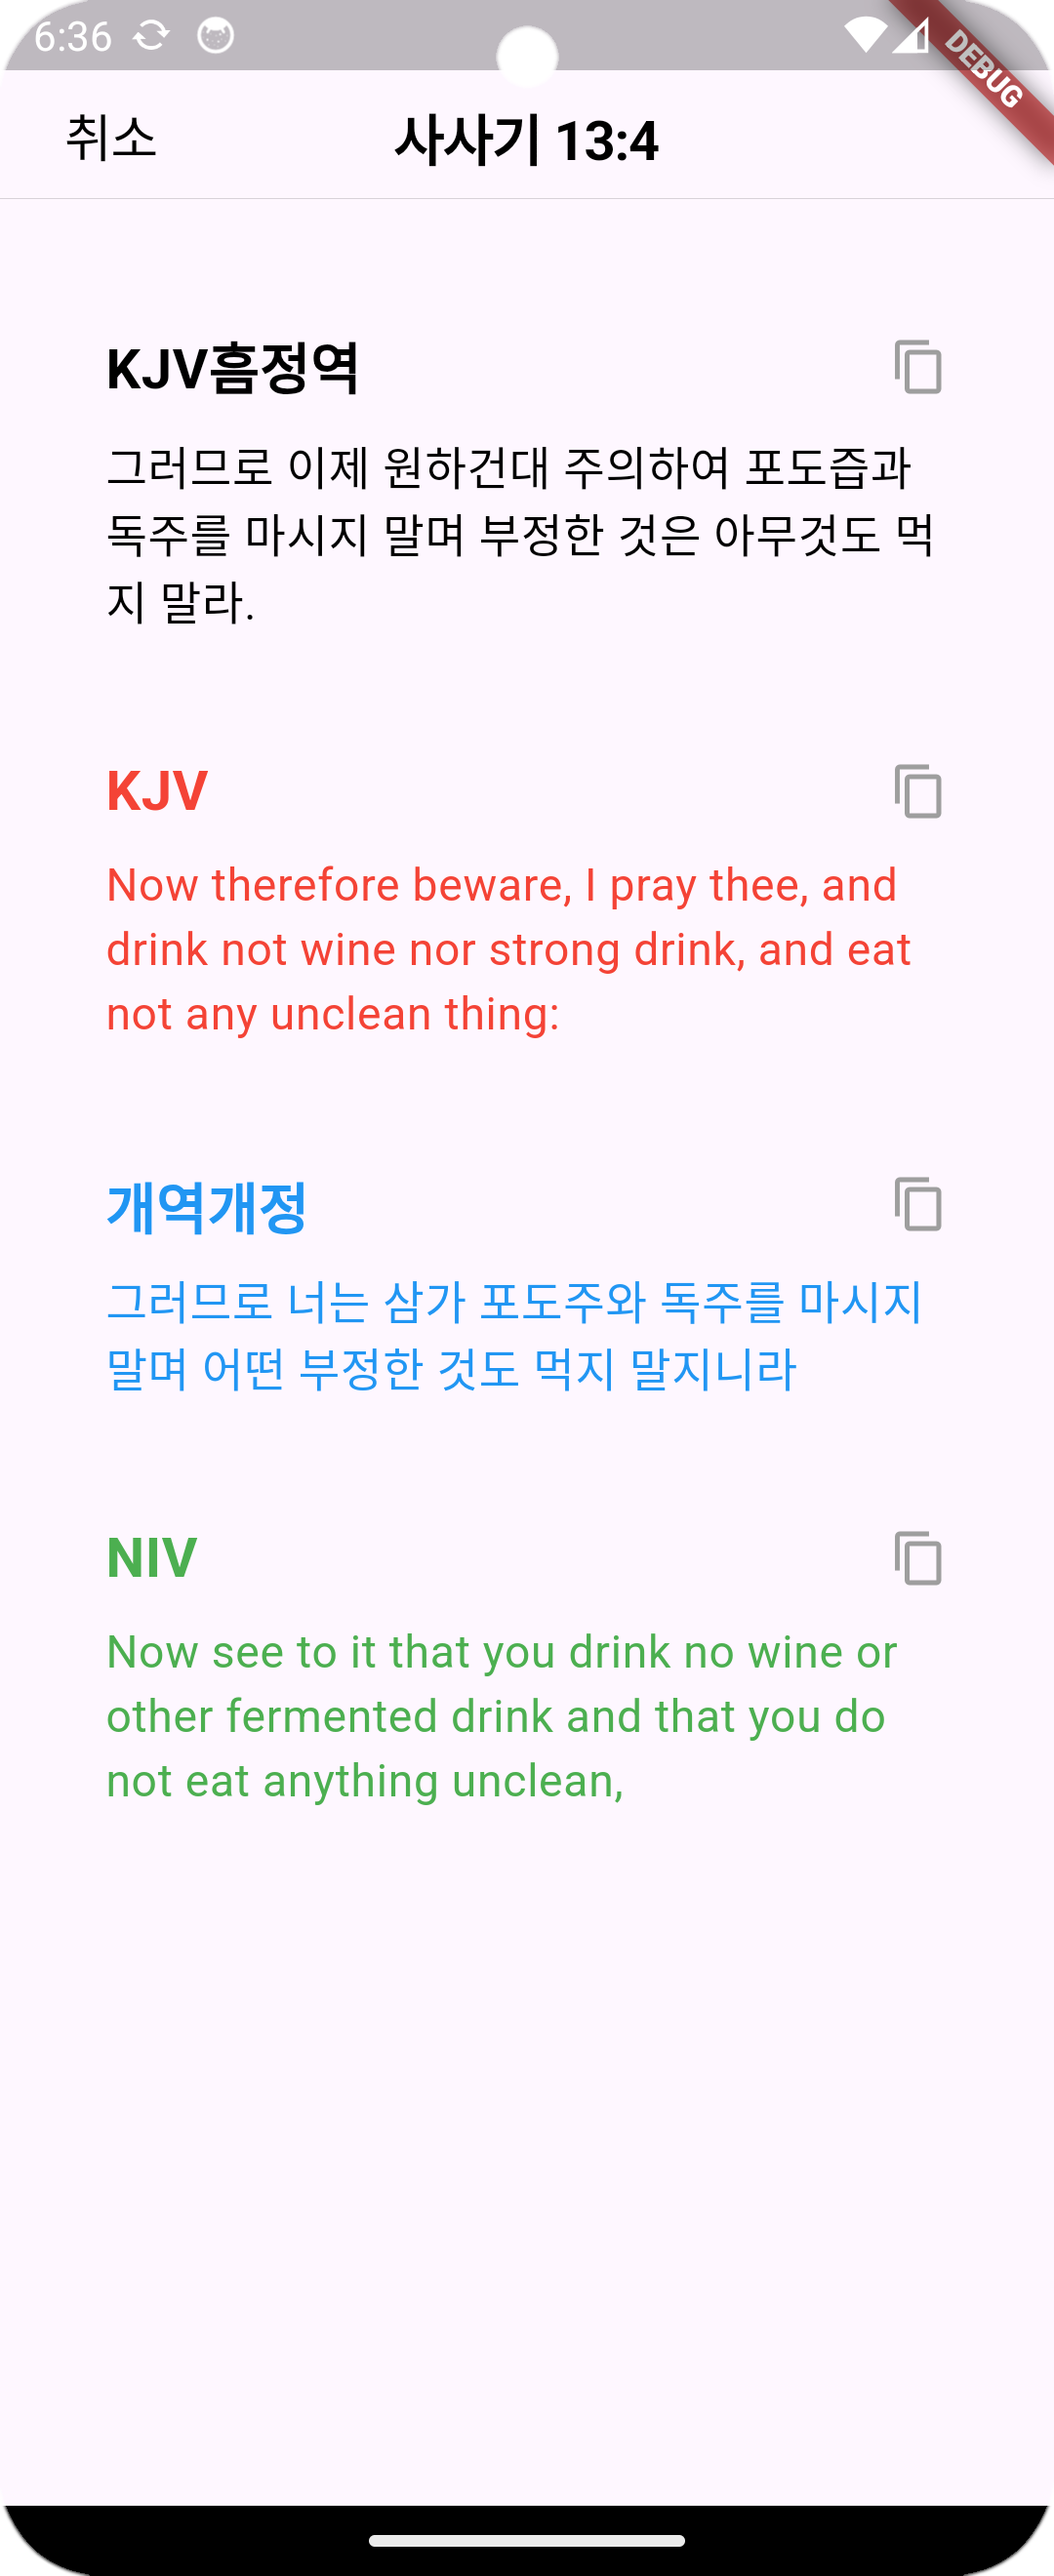 6:36
DEBUG
취소
사사기 13:4
KJV흠정역
그러므로 이제 원하건대 주의하여 포도즙과
독주를 마시지 말며 부정한 것은 아무것도 먹
지 말라.
KJV
Now therefore beware, I pray thee, and
drink not wine nor strong drink, and eat
not any unclean thing:
개역개정
그러므로 너는 삼가 포도주와 독주를 마시지
말며 어떤 부정한 것도 먹지 말지니라
NIV
Now see to it that you drink no wine or
other fermented drink and that you do
not eat anything unclean,